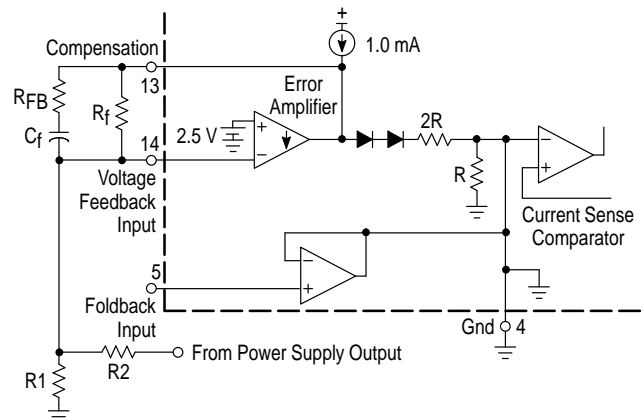 +
1.0 mA
Compensation
13
Error
Amplifier
RFB
Rf
Cf
2.5 V
+
−
2R
R
−
+
14
Voltage
Feedback
Input
Current Sense
Comparator
5
Foldback
Input
−
+
Gnd
4
R1
R2
From Power Supply Output